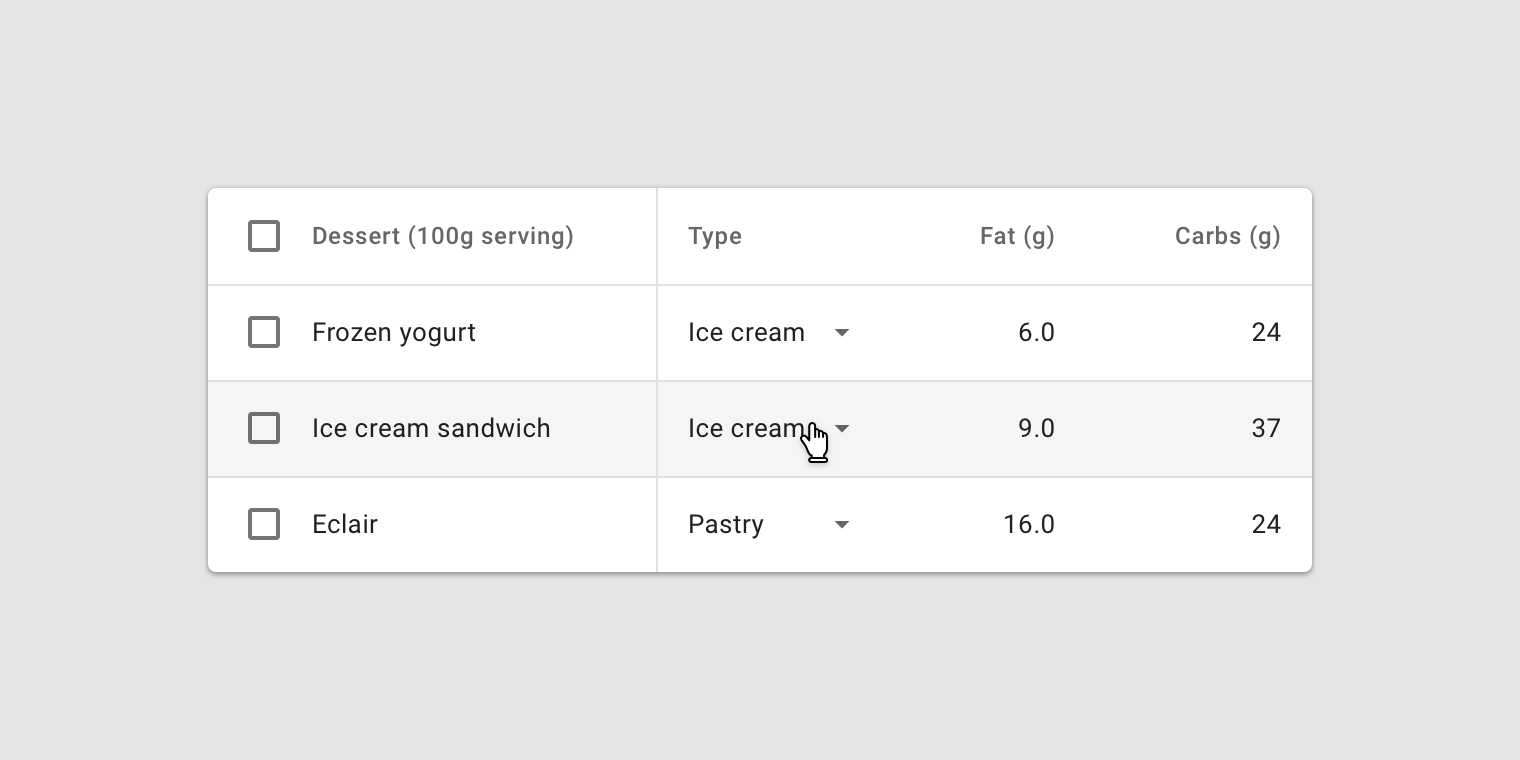 Dessert (100g serving) Type Fat (g) Carbs (g)
Frozen yogurt Ice cream 6.0 24
Ice cream sandwich Ice cream 9.0 37
Eclair Pastry 16.0 24